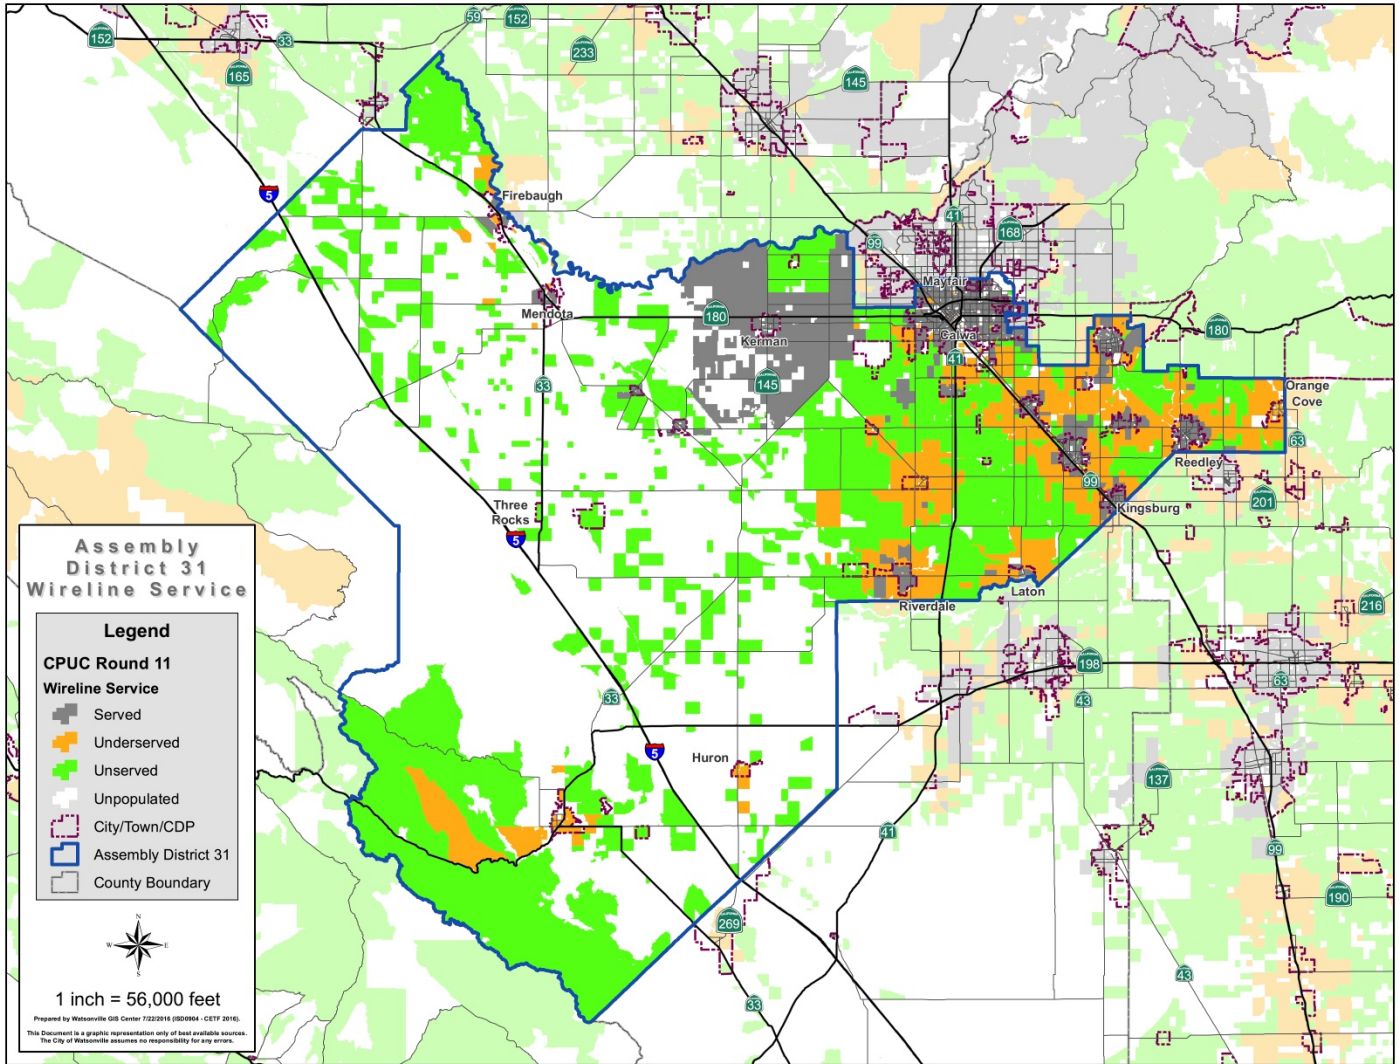 59
152
152
33
233
165
145
5
Firebaugh
41
168
99
Mayfair
Mendota
180
180
Kerman
Calwa
41
33
145
Orange
Cove
63
Reedley
99
201
Kingsburg
Three
Rocks
5
Riverdale
Laton
216
198
63
43
33
5
Huron
137
41
99
190
269
43
33
Assembly
District 31
Wireline Service
Legend
CPUC Round 11
Wireline Service
Served
Underserved
Unserved
Unpopulated
City/Town/CDP
Assembly District 31
County Boundary
N
W
E
S
1 inch = 56,000 feet
Prepared by Watsonville GIS Center 7/22/2016 (ISD0904 - CETF 2016).
This Document is a graphic representation only of best available sources.
The City of Watsonville assumes no responsibility for any errors.